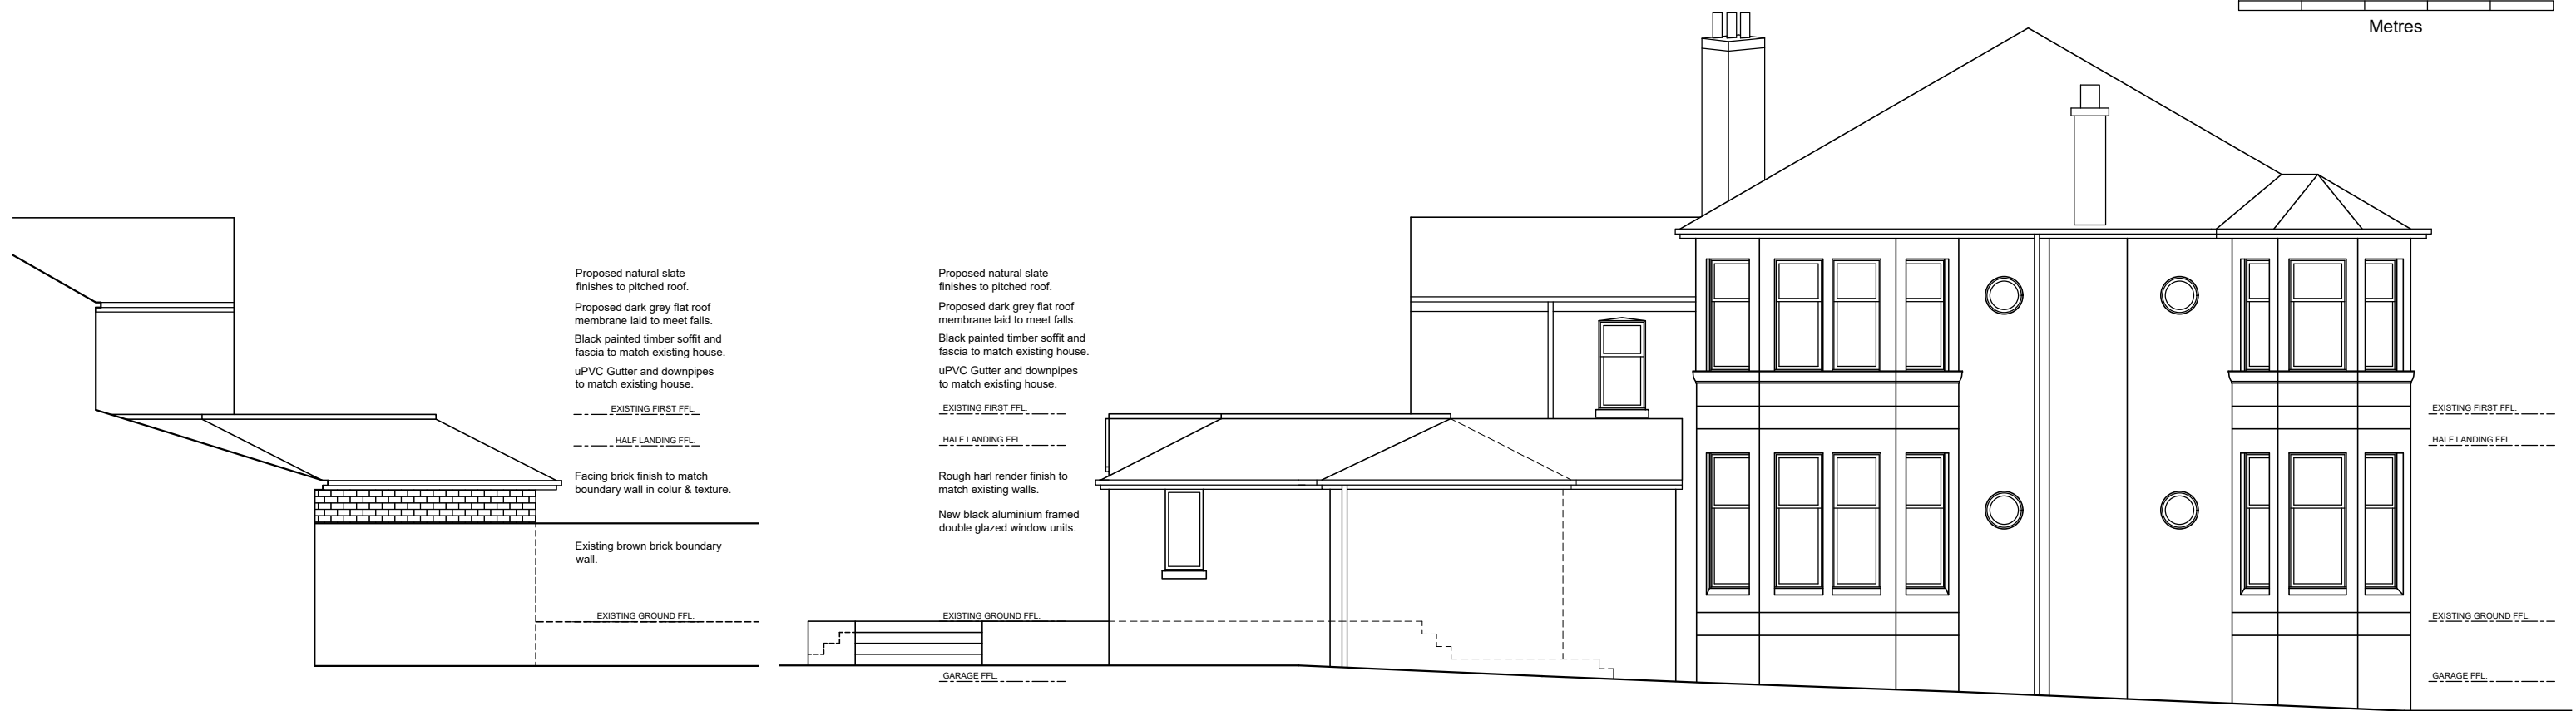 Metres
Proposed natural slate
finishes to pitched roof.
Proposed dark grey flat roof
membrane laid to meet falls.
Black painted timber soffit and
fascia to match existing house.
uPVC Gutter and downpipes
to match existing house.
EXISTING FIRST FFL.
HALF LANDING FFL.
Facing brick finish to match
boundary wall in colur & texture.
Existing brown brick boundary
wall.
EXISTING GROUND FFL.
Proposed natural slate
finishes to pitched roof.
Proposed dark grey flat roof
membrane laid to meet falls.
Black painted timber soffit and
fascia to match existing house.
uPVC Gutter and downpipes
to match existing house.
EXISTING FIRST FFL.
HALF LANDING FFL.
Rough harl render finish to
match existing walls.
New black aluminium framed
double glazed window units.
EXISTING GROUND FFL.
GARAGE FFL.
EXISTING FIRST FFL.
HALF LANDING FFL.
EXISTING GROUND FFL.
GARAGE FFL.